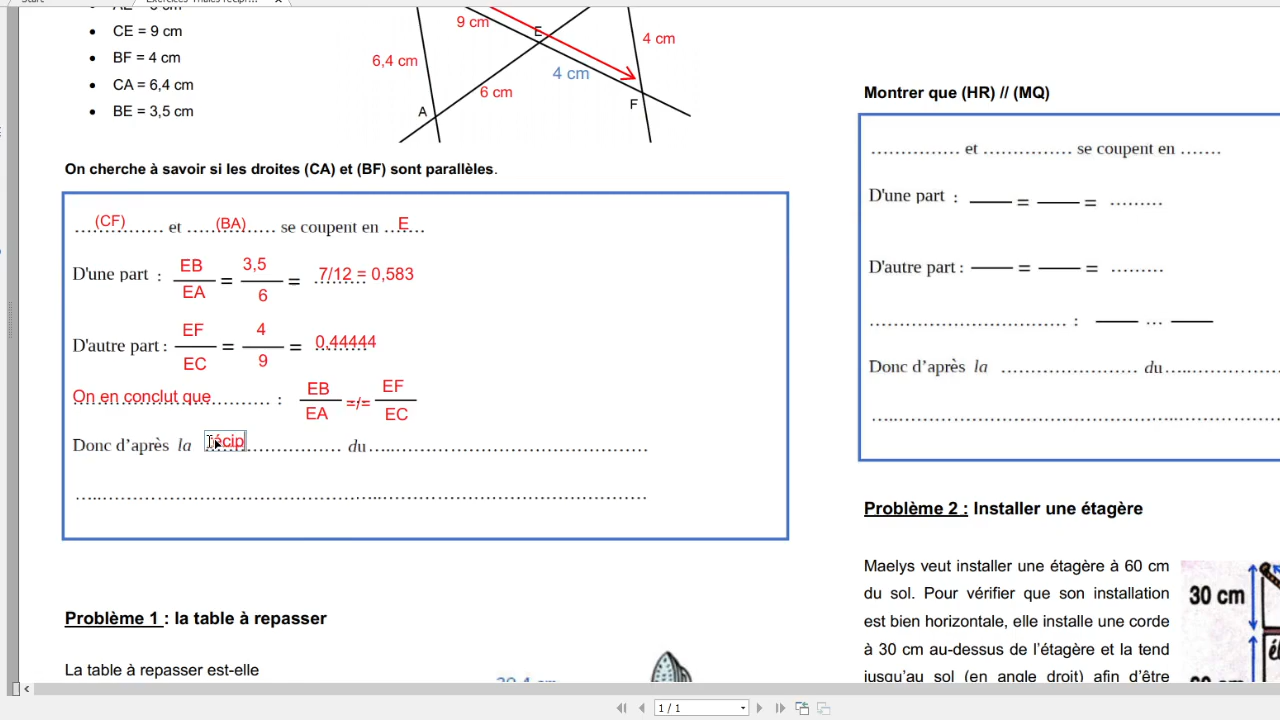 CE = 9 cm
BF = 4 cm
CA = 6,4 cm
BE = 3,5 cm
9 cm
E
4 cm
6,4 cm
4 cm
6 cm
A
F
On cherche à savoir si les droites (CA) et (BF) sont parallèles.
(CF) et (BA) se coupent en E
D'une part : EB/EA = 3,5/6 = 7/12 = 0,583
D'autre part : EF/EC = 4/9 = 0,44444
On en conclut que : EB/EA =/= EF/EC
Donc d'après la récip du
Problème 1 : la table à repasser
La table à repasser est-elle
Montrer que (HR) // (MQ)
…………… et …………… se coupent en …….
D'une part : ___ = ___ = ………
D'autre part : ___ = ___ = ………
………………………… : ___ … ___
Donc d'après la ………………… du…..……………
Problème 2 : Installer une étagère
Maelys veut installer une étagère à 60 cm
du sol. Pour vérifier que son installation
est bien horizontale, elle installe une corde
à 30 cm au-dessus de l'étagère et la tend
jusqu'au sol (en angle droit) afin d'être
30 cm
1 / 1